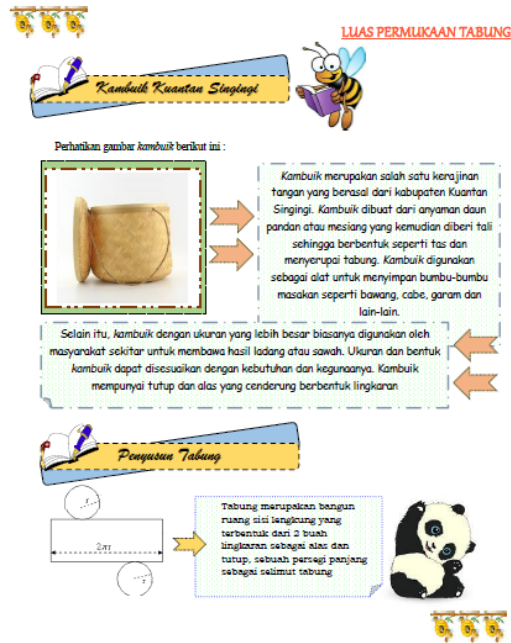 LUAS PERMUKAAN TABUNG
Kambuik Kuantan Singingi
Perhatikan gambar kambuik berikut ini :
Kambuik merupakan salah satu kerajinan
tangan yang berasal dari kabupaten Kuantan
Singingi. Kambuik dibuat dari anyaman daun
pandan atau mesiang yang kemudian diberi tali
sehingga berbentuk seperti tas dan
menyerupai tabung. Kambuik digunakan
sebagai alat untuk menyimpan bumbu-bumbu
masakan seperti bawang, cabe, garam dan
lain-lain.
Selain itu, kambuik dengan ukuran yang lebih besar biasanya digunakan oleh
masyarakat sekitar untuk membawa hasil ladang atau sawah. Ukuran dan bentuk
kambuik dapat disesuaikan dengan kebutuhan dan kegunaanya. Kambuik
mempunyai tutup dan alas yang cenderung berbentuk lingkaran
Penyusun Tabung
r
2πr
r
Tabung merupakan bangun
ruang sisi lengkung yang
terbentuk dari 2 buah
lingkaran sebagai alas dan
tutup, sebuah persegi panjang
sebagai selimut tabung